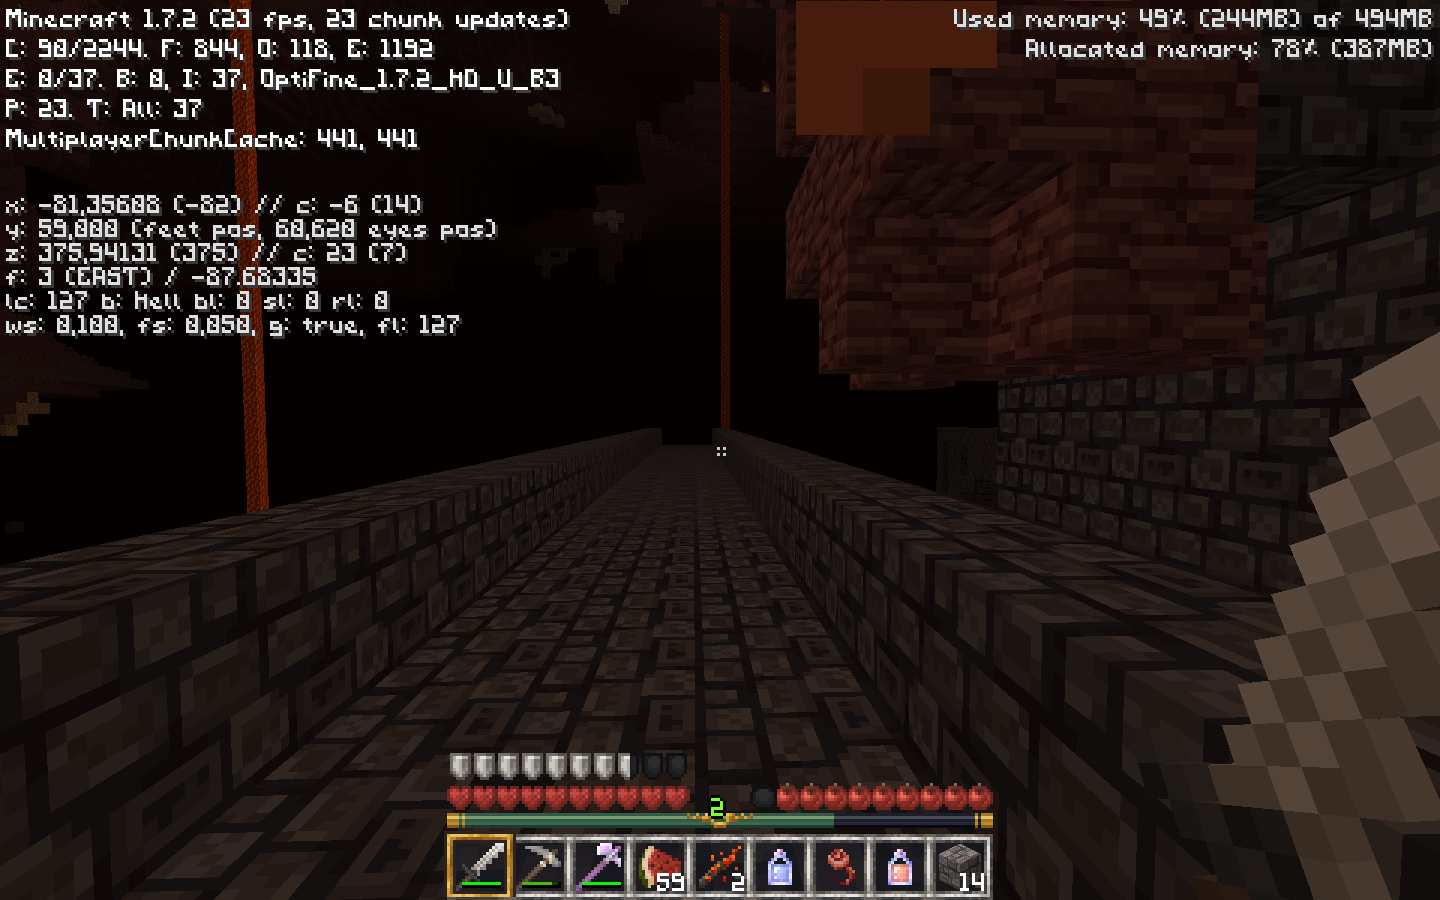 Minecraft 1.7.2 (23 fps, 23 chunk updates)
C: 90/2244. F: 844, O: 118, E: 1192
E: 0/37. B: 0, I: 37, OptiFine_1.7.2_HD_U_B3
P: 23. T: All: 37
MultiplayerChunkCache: 441, 441
Used memory: 49% (244MB) of 494MB
Allocated memory: 78% (387MB)
x: -81,35608 (-82) // c: -6 (14)
y: 59,000 (feet pos, 60,620 eyes pos)
z: 375,94131 (375) // c: 23 (7)
f: 3 (EAST) / -87.68335
lc: 127 b: Hell bl: 0 sl: 0 rl: 0
ws: 0,100, fs: 0,050, g: true, fl: 127
2
59
2
14